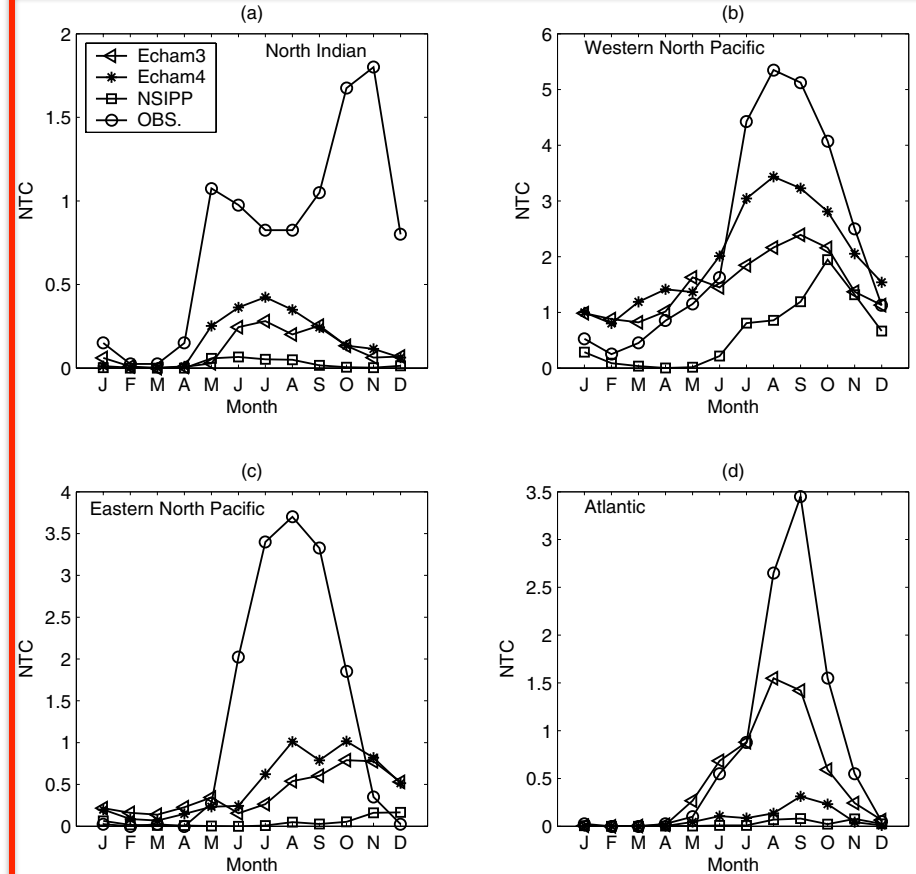 (a)
North Indian
Echam3
Echam4
NSIPP
OBS.
2
1.5
1
0.5
0
NTC
J F M A M J J A S O N D
Month
(b)
Western North Pacific
6
5
4
3
2
1
0
NTC
J F M A M J J A S O N D
Month
(c)
Eastern North Pacific
4
3.5
3
2.5
2
1.5
1
0.5
0
NTC
J F M A M J J A S O N D
Month
(d)
Atlantic
3.5
3
2.5
2
1.5
1
0.5
0
NTC
J F M A M J J A S O N D
Month